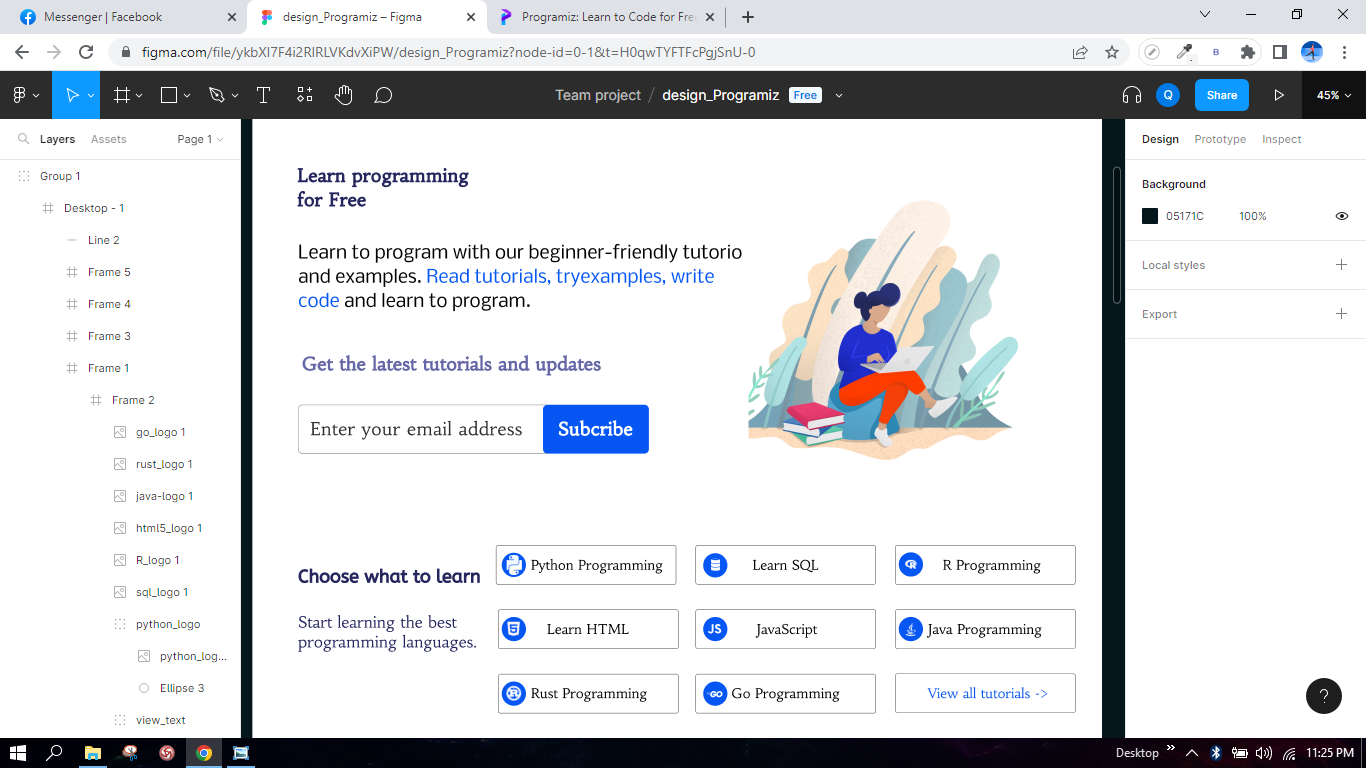 Messenger | Facebook
design_Programiz – Figma
Programiz: Learn to Code for Fre
figma.com/file/ykbXI7F4i2RIRLVKdvXiPW/design_Programiz?node-id=0-1&t=H0qwTYFTFcPgjSnU-0
B
Team project / design_Programiz Free
Q
Share
45%
Layers
Assets
Page 1
Design
Prototype
Inspect
Group 1
Desktop - 1
Line 2
Frame 5
Frame 4
Frame 3
Frame 1
Frame 2
go_logo 1
rust_logo 1
java-logo 1
html5_logo 1
R_logo 1
sql_logo 1
python_logo
python_log...
Ellipse 3
view_text
Learn programming
for Free
Learn to program with our beginner-friendly tutorio
and examples. Read tutorials, tryexamples, write
code and learn to program.
Get the latest tutorials and updates
Enter your email address
Subcribe
Choose what to learn
Start learning the best
programming languages.
Python Programming
Learn SQL
R R Programming
5 Learn HTML
JS JavaScript
Java Programming
R Rust Programming
GO Go Programming
View all tutorials ->
Background
05171C
100%
Local styles
Export
?
Desktop
11:25 PM